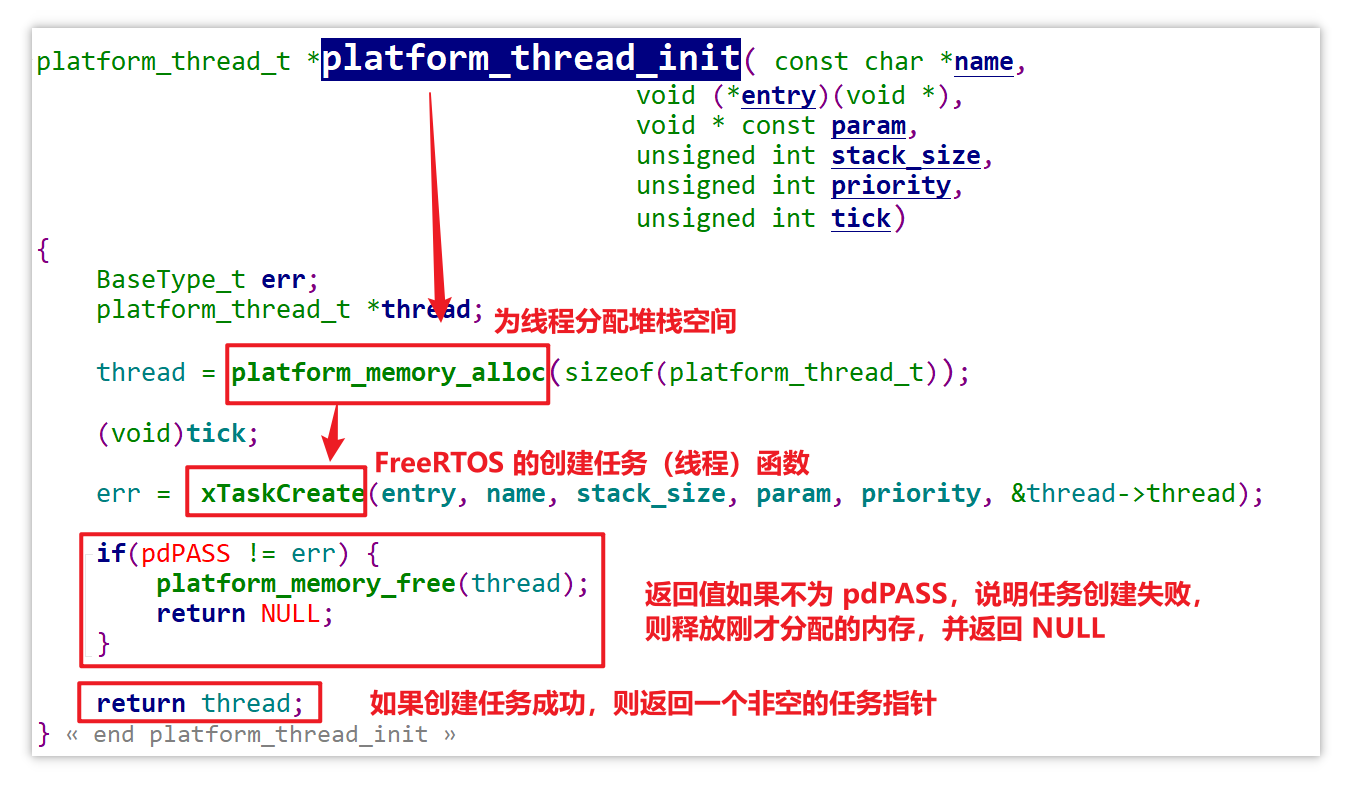 platform_thread_t *platform_thread_init( const char *name,
void (*entry)(void *),
void * const param,
unsigned int stack_size,
unsigned int priority,
unsigned int tick)
{
BaseType_t err;
platform_thread_t *thread;
为线程分配堆栈空间
thread = platform_memory_alloc(sizeof(platform_thread_t));
(void)tick;
FreeRTOS 的创建任务（线程）函数
err = xTaskCreate(entry, name, stack_size, param, priority, &thread->thread);
if(pdPASS != err) {
platform_memory_free(thread);
return NULL;
}
返回值如果不为 pdPASS，说明任务创建失败，
则释放刚才分配的内存，并返回 NULL
return thread;
如果创建任务成功，则返回一个非空的任务指针
} « end platform_thread_init »